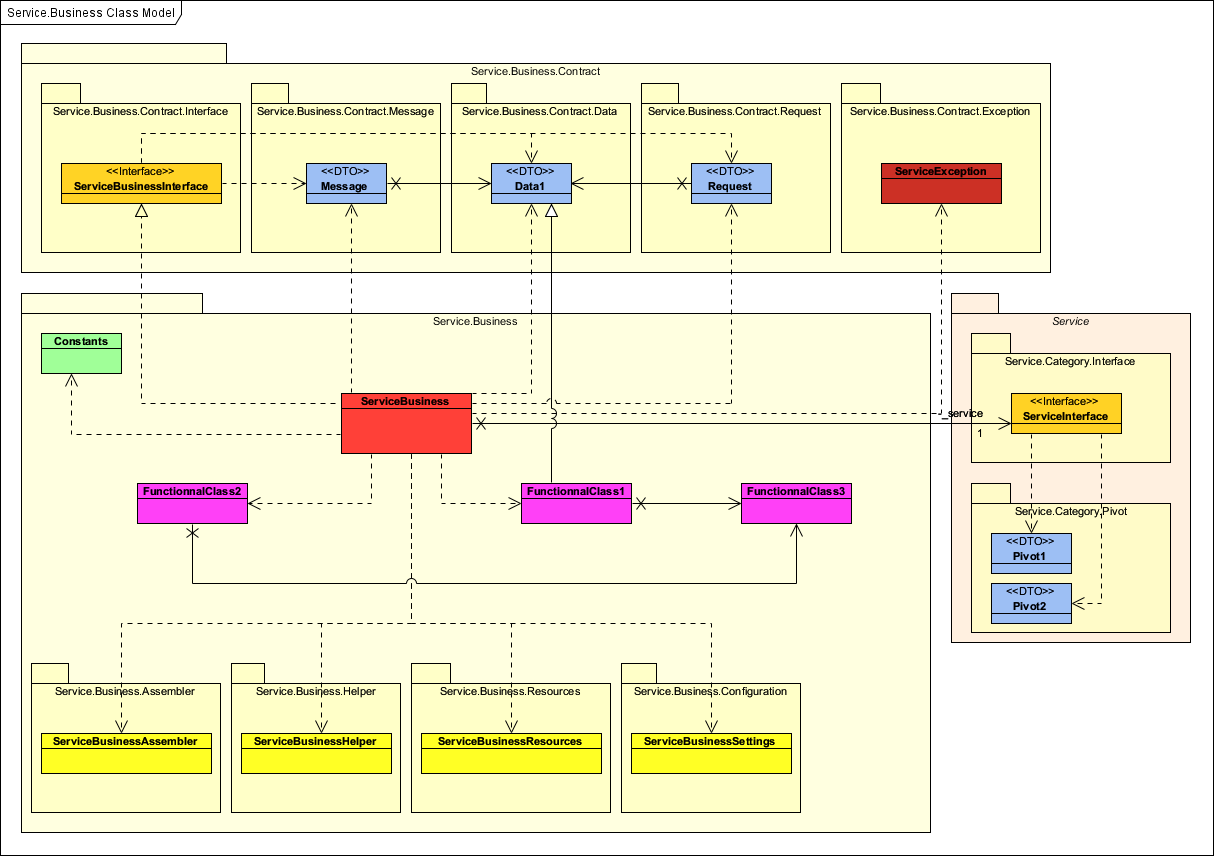 Service.Business Class Model
Service.Business.Contract
Service.Business.Contract.Interface
Service.Business.Contract.Message
Service.Business.Contract.Data
Service.Business.Contract.Request
Service.Business.Contract.Exception
<<Interface>>
ServiceBusinessInterface
<<DTO>>
Message
<<DTO>>
Data1
<<DTO>>
Request
ServiceException
Service.Business
Service
Constants
Service.Category.Interface
ServiceBusiness
<<Interface>>
ServiceInterface
_service
1
FunctionnalClass2
FunctionnalClass1
FunctionnalClass3
Service.Category.Pivot
<<DTO>>
Pivot1
<<DTO>>
Pivot2
Service.Business.Assembler
Service.Business.Helper
Service.Business.Resources
Service.Business.Configuration
ServiceBusinessAssembler
ServiceBusinessHelper
ServiceBusinessResources
ServiceBusinessSettings